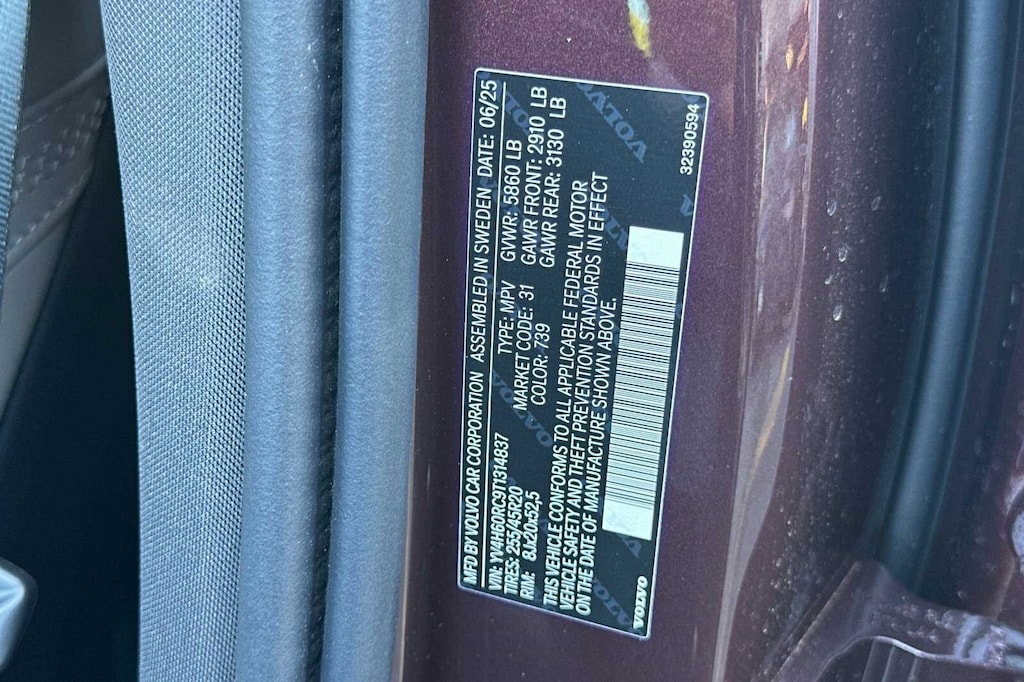 MFD BY VOLVO CAR CORPORATION ASSEMBLED IN SWEDEN DATE: 06/25
VIN: YV4H60RC9T1314837 TYPE: MPV GVWR: 5860 LB
TIRES: 255/45R20 MARKET CODE: 31 GAWR FRONT: 2910 LB
RIM: 8Jx20x52,5 COLOR: 739 GAWR REAR: 3130 LB
THIS VEHICLE CONFORMS TO ALL APPLICABLE FEDERAL MOTOR
VEHICLE SAFETY AND THEFT PREVENTION STANDARDS IN EFFECT
ON THE DATE OF MANUFACTURE SHOWN ABOVE.
VOLVO
32390594